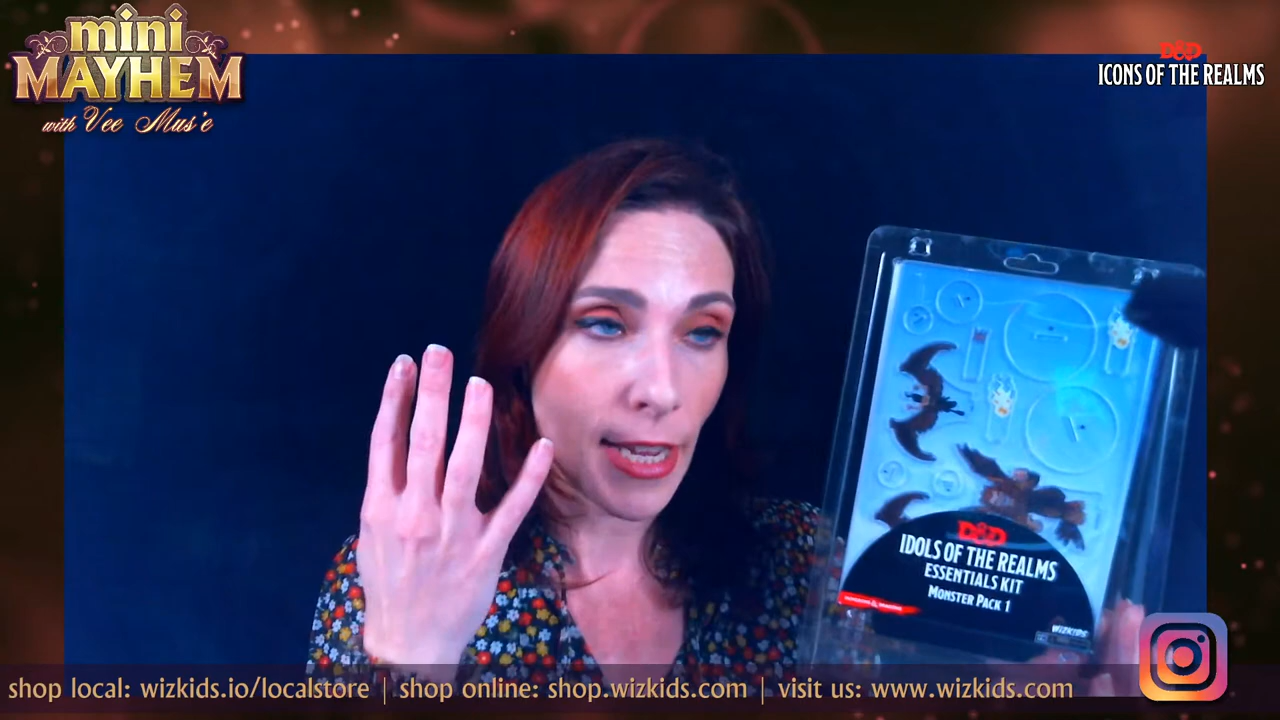 mini
MAYHEM
with Vee Mus'e
D&D
ICONS OF THE REALMS
D&D
IDOLS OF THE REALMS
ESSENTIALS KIT
MONSTER PACK 1
WIZKIDS
shop local: wizkids.io/localstore | shop online: shop.wizkids.com | visit us: www.wizkids.com